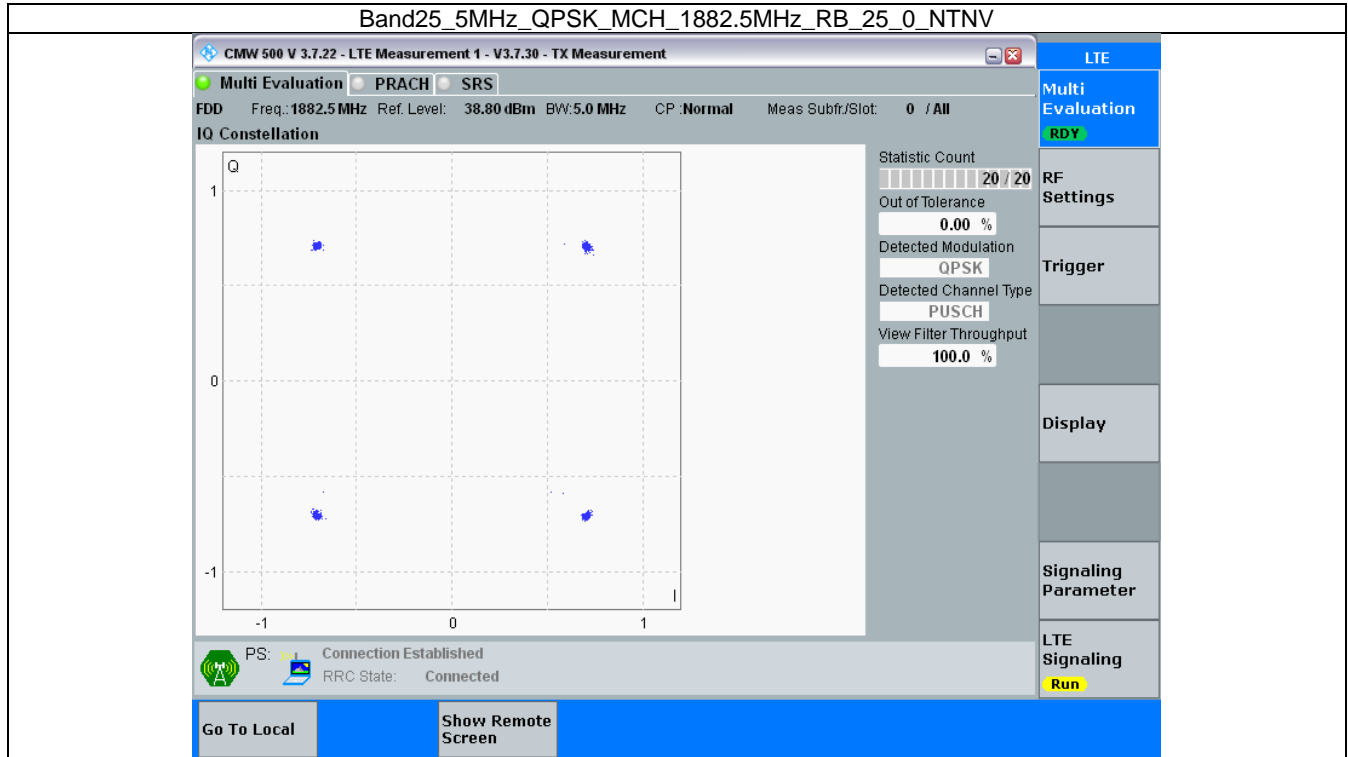 Band25_5MHz_QPSK_MCH_1882.5MHz_RB_25_0_NTNV
CMW 500 V 3.7.22 - LTE Measurement 1 - V3.7.30 - TX Measurement
LTE
Multi Evaluation PRACH SRS
FDD Freq.:1882.5 MHz Ref. Level: 38.80 dBm BW:5.0 MHz CP :Normal Meas Subfr./Slot: 0 / All
IQ Constellation
Q
1
0
-1
I
-1 0 1
Statistic Count
20 / 20
Out of Tolerance
0.00 %
Detected Modulation
QPSK
Detected Channel Type
PUSCH
View Filter Throughput
100.0 %
Multi
Evaluation
RDY
RF
Settings
Trigger
Display
Signaling
Parameter
LTE
Signaling
Run
PS: Connection Established
RRC State: Connected
Go To Local
Show Remote
Screen